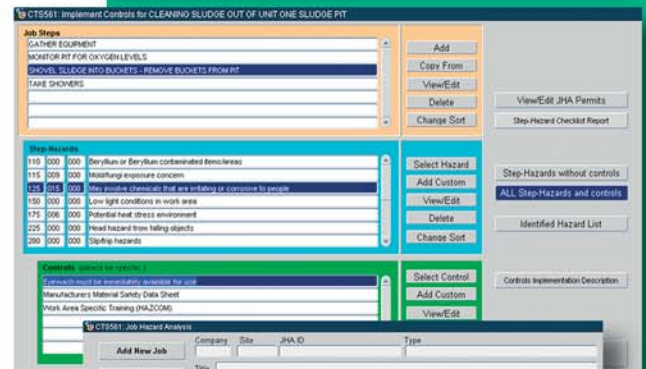 CTS561: Implement Controls for CLEANING SLUDGE OUT OF UNIT ONE SLUDGE PIT
Job Steps
GATHER EQUIPMENT
MONITOR PIT FOR OXYGEN LEVELS
SHOVEL SLUDGE INTO BUCKETS - REMOVE BUCKETS FROM PIT
TAKE SHOWERS
Add
Copy From
View/Edit
Delete
Change Sort
View/Edit JHA Permits
Step-Hazard Checklist Report
Step-Hazards
110 000 000 Beryllium or Beryllium contaminated items/areas
115 009 000 Mold/fungi exposure concern
125 015 000 May involve chemicals that are irritating or corrosive to people
150 000 000 Low light conditions in work area
175 006 000 Potential heat stress environment
225 000 000 Head hazard from falling objects
280 000 000 Slip/trip hazards
Select Hazard
Add Custom
View/Edit
Delete
Change Sort
Step-Hazards without controls
ALL Step-Hazards and controls
Identified Hazard List
Controls (please be specific.)
Eyewash must be immediately available for use
Manufacturers Material Safety Data Sheet
Work Area Specific Training (HAZCOM)
Select Control
Add Custom
View/Edit
Controls Implementation Description
CTS561: Job Hazard Analysis
Add New Job
Company Site JHA ID Type
Title